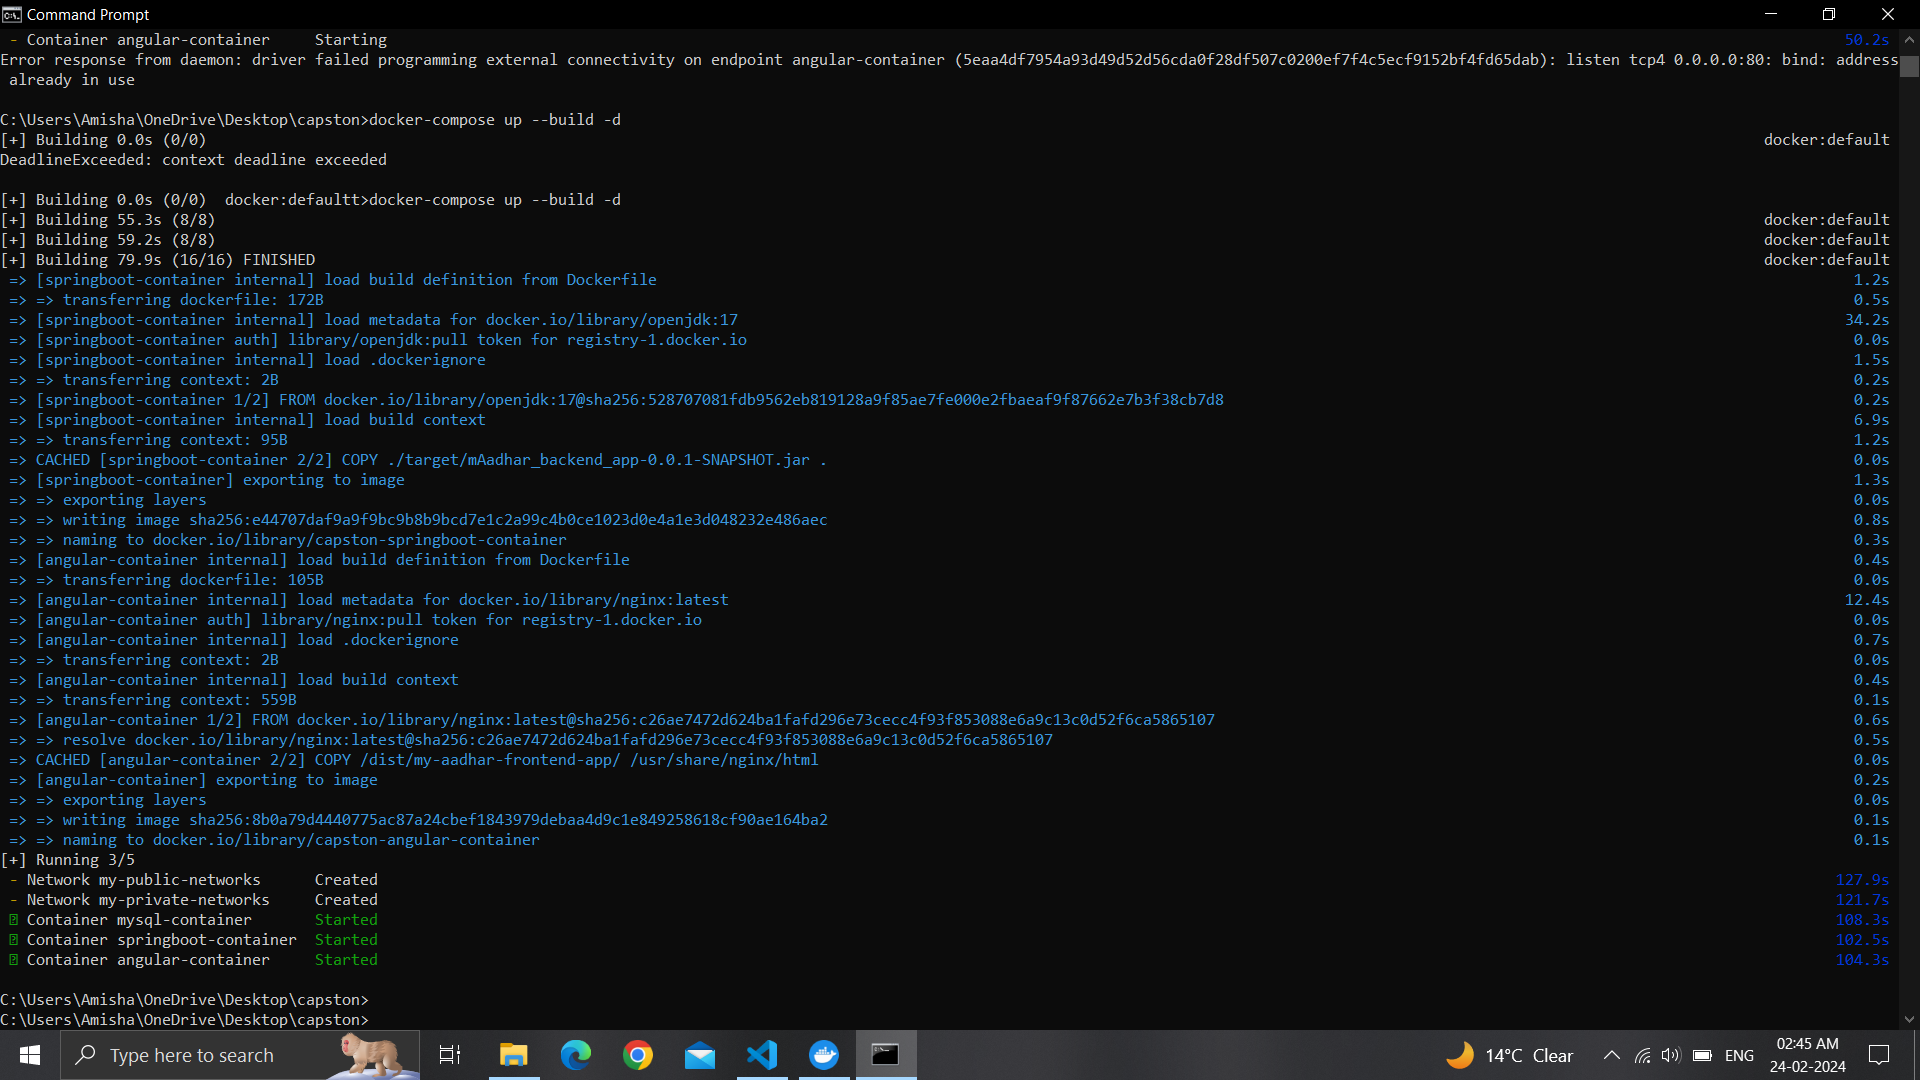 Command Prompt
- Container angular-container Starting 50.2s
Error response from daemon: driver failed programming external connectivity on endpoint angular-container (5eaa4df7954a93d49d52d56cda0f28df507c0200ef7f4c5ecf9152bf4fd65dab): listen tcp4 0.0.0.0:80: bind: address
already in use
C:\Users\Amisha\OneDrive\Desktop\capston>docker-compose up --build -d
[+] Building 0.0s (0/0) docker:default
DeadlineExceeded: context deadline exceeded
[+] Building 0.0s (0/0)  docker:defaultt>docker-compose up --build -d
[+] Building 55.3s (8/8) docker:default
[+] Building 59.2s (8/8) docker:default
[+] Building 79.9s (16/16) FINISHED docker:default
=> [springboot-container internal] load build definition from Dockerfile 1.2s
=> => transferring dockerfile: 172B 0.5s
=> [springboot-container internal] load metadata for docker.io/library/openjdk:17 34.2s
=> [springboot-container auth] library/openjdk:pull token for registry-1.docker.io 0.0s
=> [springboot-container internal] load .dockerignore 1.5s
=> => transferring context: 2B 0.2s
=> [springboot-container 1/2] FROM docker.io/library/openjdk:17@sha256:528707081fdb9562eb819128a9f85ae7fe000e2fbaeaf9f87662e7b3f38cb7d8 0.2s
=> [springboot-container internal] load build context 6.9s
=> => transferring context: 95B 1.2s
=> CACHED [springboot-container 2/2] COPY ./target/mAadhar_backend_app-0.0.1-SNAPSHOT.jar . 0.0s
=> [springboot-container] exporting to image 1.3s
=> => exporting layers 0.0s
=> => writing image sha256:e44707daf9a9f9bc9b8b9bcd7e1c2a99c4b0ce1023d0e4a1e3d048232e486aec 0.8s
=> => naming to docker.io/library/capston-springboot-container 0.3s
=> [angular-container internal] load build definition from Dockerfile 0.4s
=> => transferring dockerfile: 105B 0.0s
=> [angular-container internal] load metadata for docker.io/library/nginx:latest 12.4s
=> [angular-container auth] library/nginx:pull token for registry-1.docker.io 0.0s
=> [angular-container internal] load .dockerignore 0.7s
=> => transferring context: 2B 0.0s
=> [angular-container internal] load build context 0.4s
=> => transferring context: 559B 0.1s
=> [angular-container 1/2] FROM docker.io/library/nginx:latest@sha256:c26ae7472d624ba1fafd296e73cecc4f93f853088e6a9c13c0d52f6ca5865107 0.6s
=> => resolve docker.io/library/nginx:latest@sha256:c26ae7472d624ba1fafd296e73cecc4f93f853088e6a9c13c0d52f6ca5865107 0.5s
=> CACHED [angular-container 2/2] COPY /dist/my-aadhar-frontend-app/ /usr/share/nginx/html 0.0s
=> [angular-container] exporting to image 0.2s
=> => exporting layers 0.0s
=> => writing image sha256:8b0a79d4440775ac87a24cbef1843979debaa4d9c1e849258618cf90ae164ba2 0.1s
=> => naming to docker.io/library/capston-angular-container 0.1s
[+] Running 3/5
- Network my-public-networks Created 127.9s
- Network my-private-networks Created 121.7s
Container mysql-container Started 108.3s
Container springboot-container Started 102.5s
Container angular-container Started 104.3s
C:\Users\Amisha\OneDrive\Desktop\capston>
C:\Users\Amisha\OneDrive\Desktop\capston>
Type here to search
14°C Clear
ENG
02:45 AM
24-02-2024